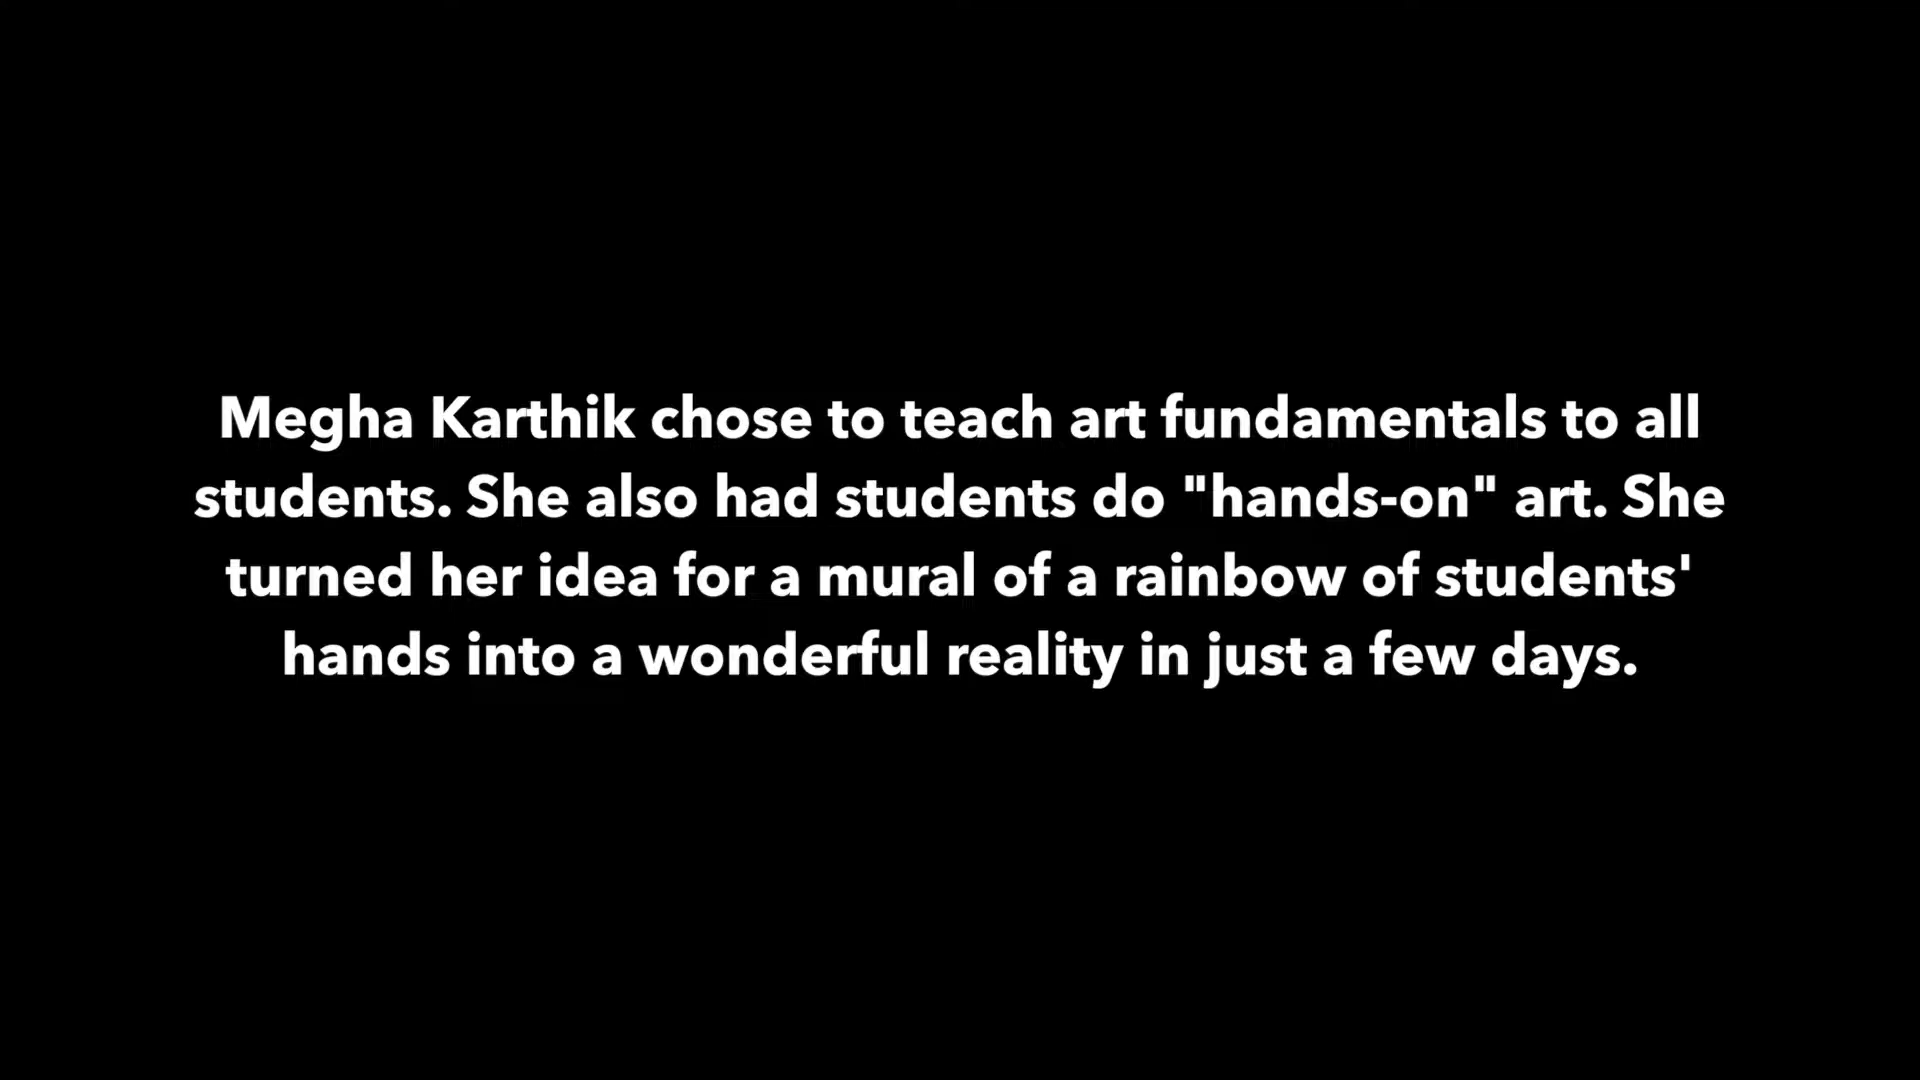 Megha Karthik chose to teach art fundamentals to all
students. She also had students do "hands-on" art. She
turned her idea for a mural of a rainbow of students'
hands into a wonderful reality in just a few days.